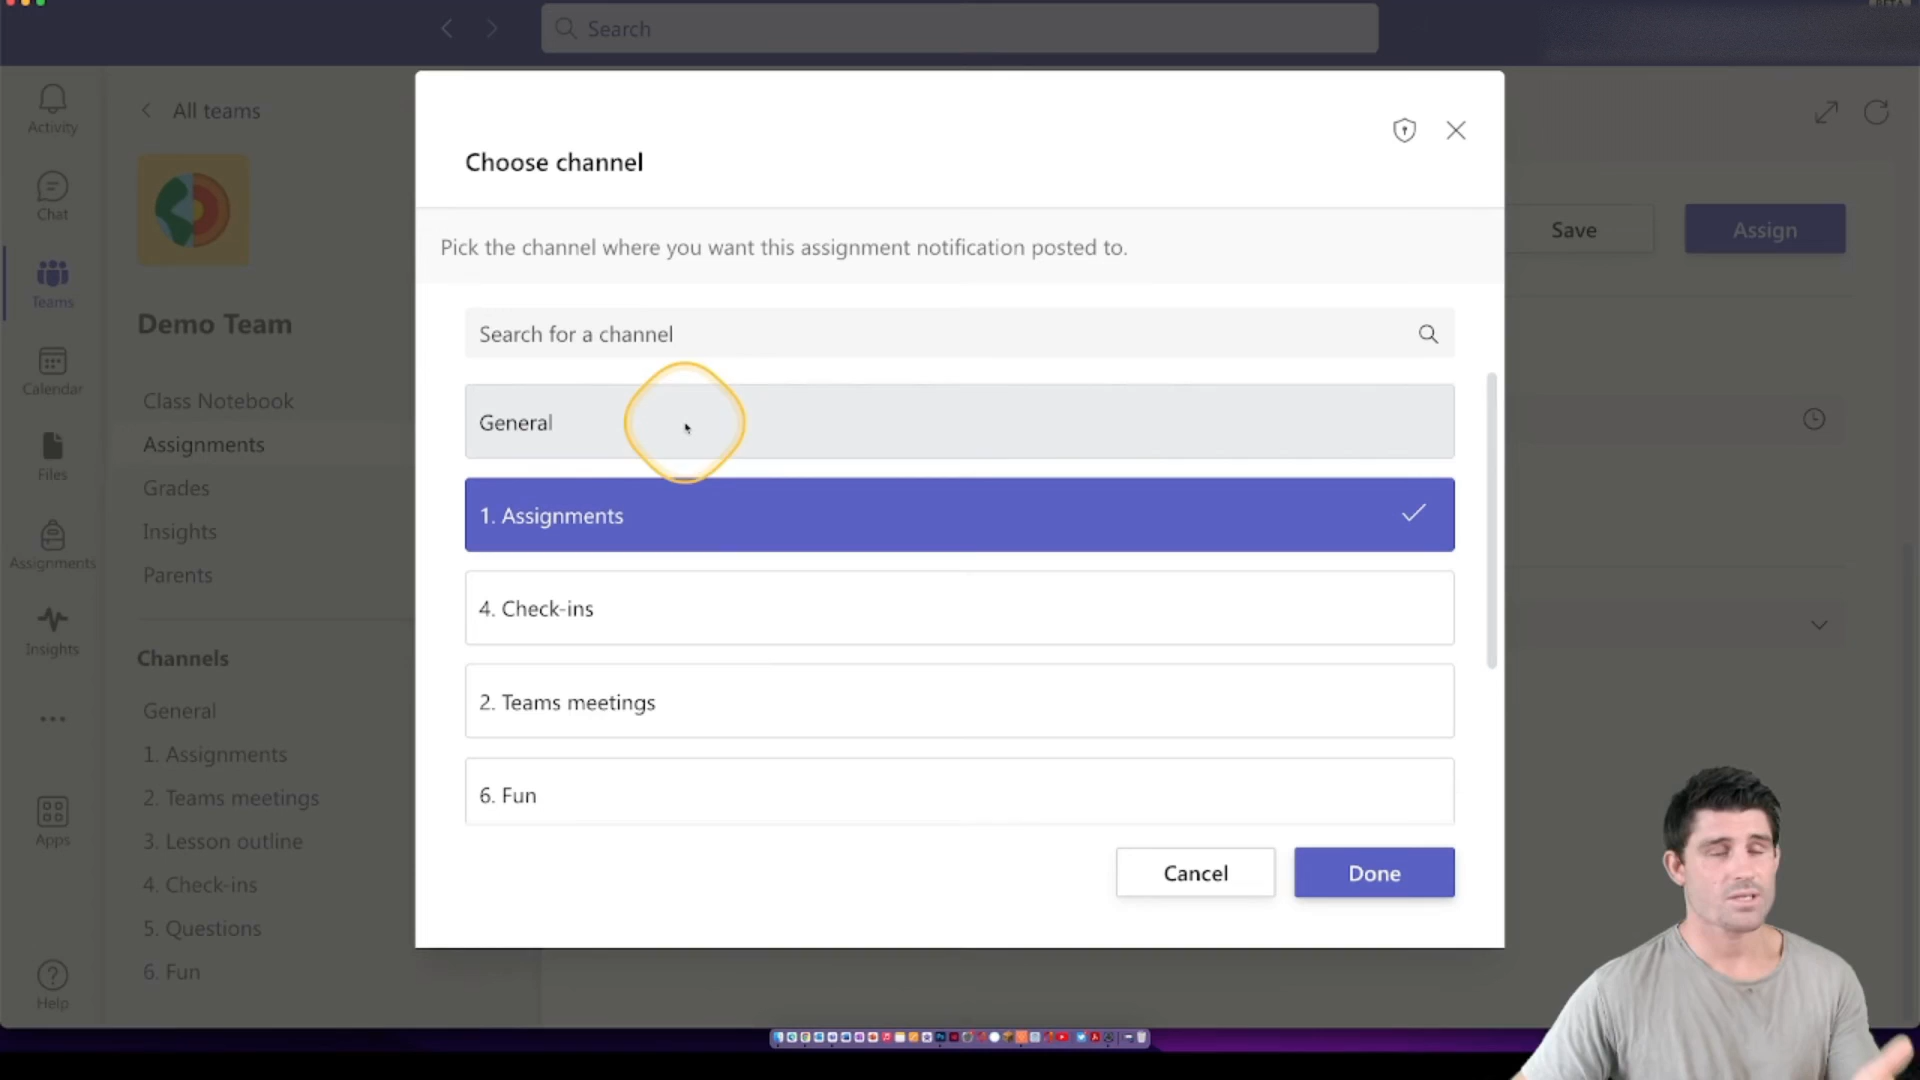 BETA
Search
Activity
Chat
Teams
Calendar
Files
Assignments
Insights
Apps
Help
All teams
Demo Team
Class Notebook
Assignments
Grades
Insights
Parents
Channels
General
1. Assignments
2. Teams meetings
3. Lesson outline
4. Check-ins
5. Questions
6. Fun
Choose channel
Pick the channel where you want this assignment notification posted to.
Search for a channel
General
1. Assignments
4. Check-ins
2. Teams meetings
6. Fun
Cancel
Done
Save
Assign